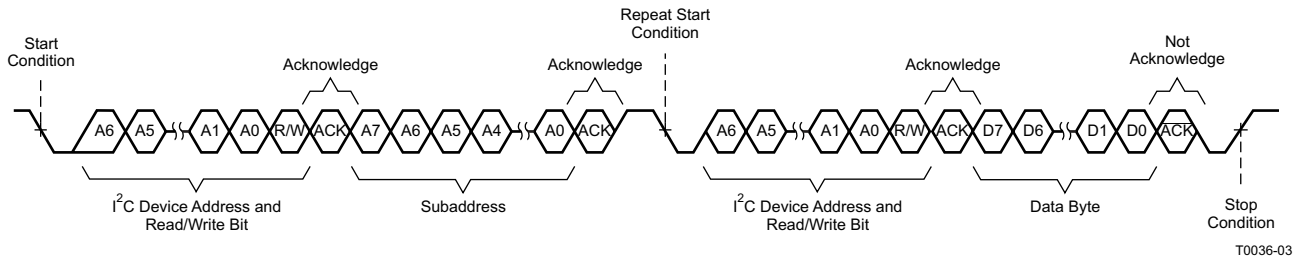 Repeat Start
Condition
Start
Condition
Not
Acknowledge
Acknowledge
Acknowledge
Acknowledge
A6 A5 A1 A0 R/W ACK A7 A6 A5 A4 A0 ACK A6 A5 A1 A0 R/W ACK D7 D6 D1 D0 A̅C̅K̅
I²C Device Address and
Read/Write Bit
Subaddress
I²C Device Address and
Read/Write Bit
Data Byte
Stop
Condition
T0036-03